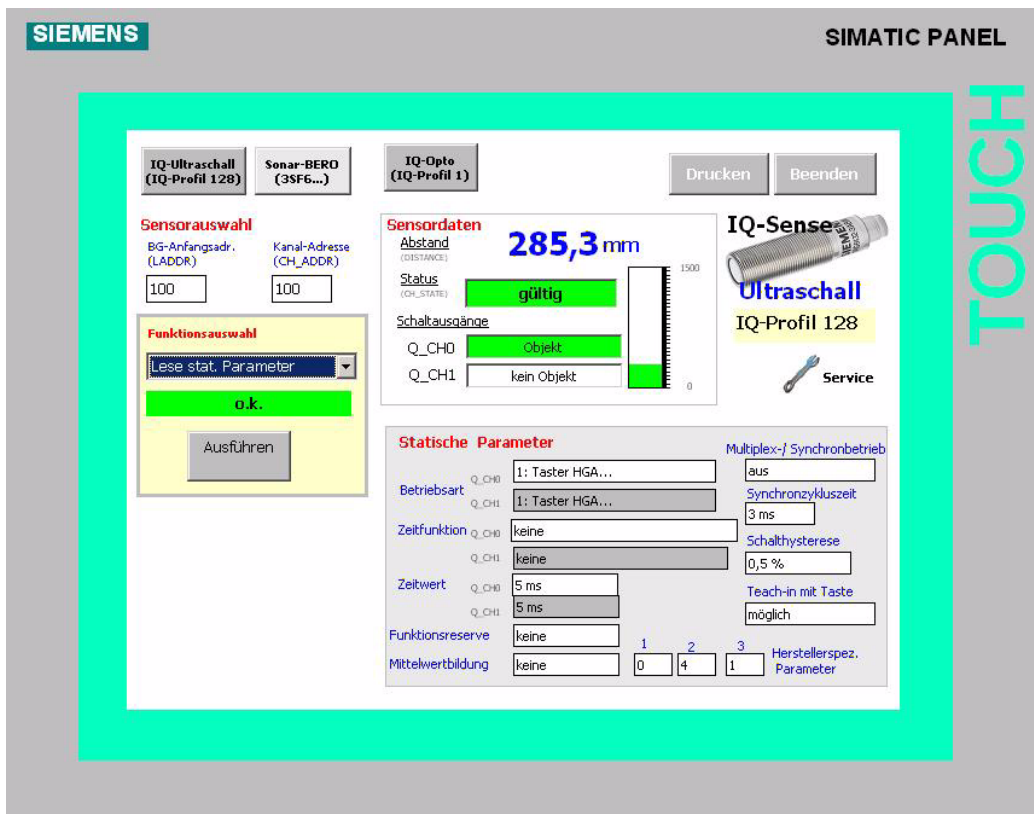 SIEMENS
SIMATIC PANEL
TOUCH
IQ-Ultraschall
(IQ-Profil 128)
Sonar-BERO
(3SF6...)
IQ-Opto
(IQ-Profil 1)
Drucken
Beenden
Sensorauswahl
BG-Anfangsadr.
(LADDR)
Kanal-Adresse
(CH_ADDR)
100
100
Funktionsauswahl
Lese stat. Parameter
o.k.
Ausführen
Sensordaten
Abstand
(DISTANCE)
285,3 mm
Status
(CH_STATE)
gültig
Schaltausgänge
Q_CH0
Objekt
Q_CH1
kein Objekt
1500
0
IQ-Sense
SIEMENS
Ultraschall
IQ-Profil 128
Service
Statische Parameter
Betriebsart
Q_CH0
1: Taster HGA...
Q_CH1
1: Taster HGA...
Zeitfunktion
Q_CH0
keine
Q_CH1
keine
Zeitwert
Q_CH0
5 ms
Q_CH1
5 ms
Funktionsreserve
keine
Mittelwertbildung
keine
1 2 3
0 4 1
Herstellerspez.
Parameter
Multiplex-/ Synchronbetrieb
aus
Synchronzykluszeit
3 ms
Schalthysterese
0,5 %
Teach-in mit Taste
möglich